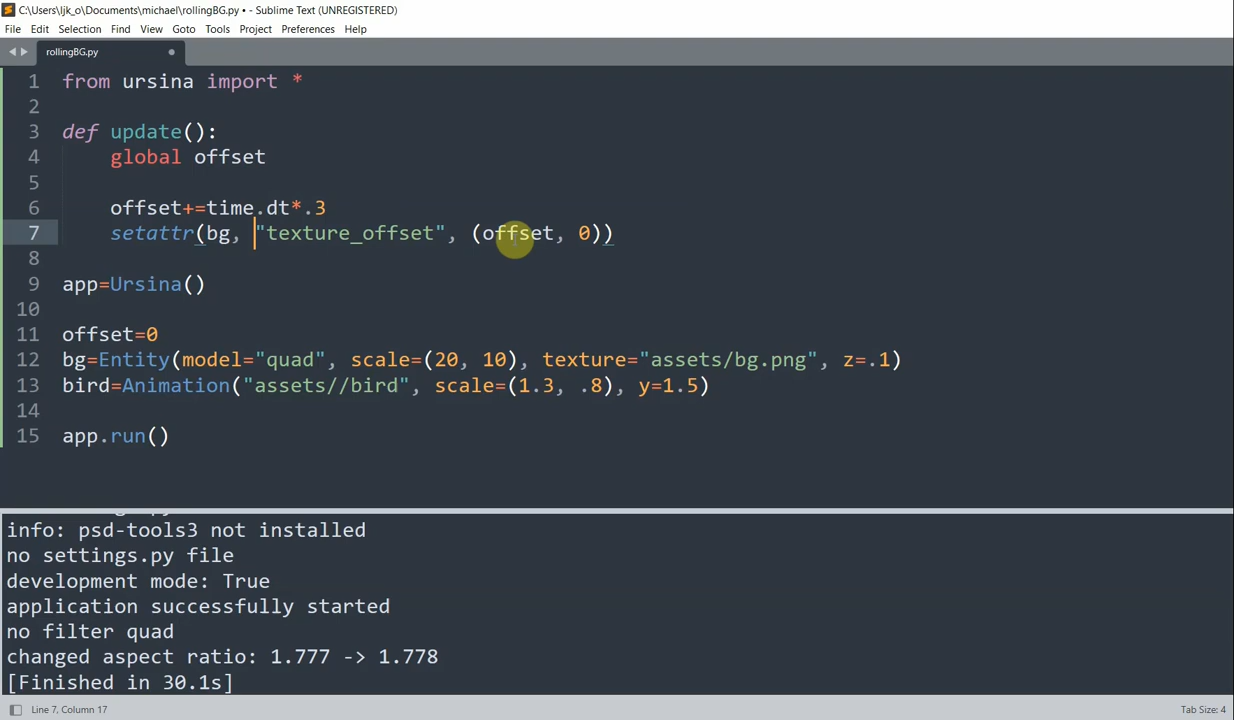 C:\Users\ljk_o\Documents\michael\rollingBG.py • - Sublime Text (UNREGISTERED)
File Edit Selection Find View Goto Tools Project Preferences Help
rollingBG.py
1 from ursina import *
2
3 def update():
4     global offset
5
6     offset+=time.dt*.3
7     setattr(bg, "texture_offset", (offset, 0))
8
9 app=Ursina()
10
11 offset=0
12 bg=Entity(model="quad", scale=(20, 10), texture="assets/bg.png", z=.1)
13 bird=Animation("assets//bird", scale=(1.3, .8), y=1.5)
14
15 app.run()
info: psd-tools3 not installed
no settings.py file
development mode: True
application successfully started
no filter quad
changed aspect ratio: 1.777 -> 1.778
[Finished in 30.1s]
Line 7, Column 17 Tab Size: 4